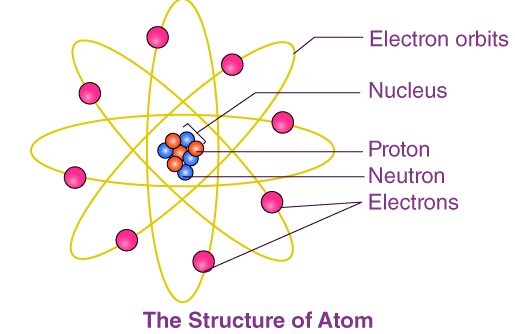 Electron orbits
Nucleus
Proton
Neutron
Electrons
The Structure of Atom